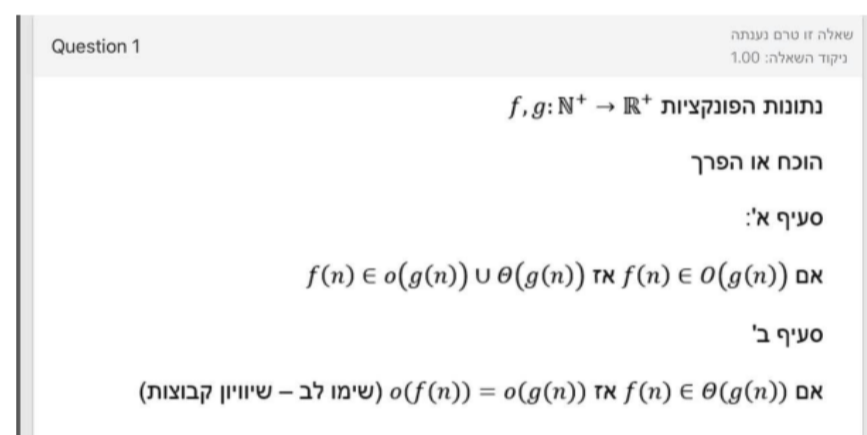 Question 1
שאלה זו טרם נענתה
ניקוד השאלה: 1.00
נתונות הפונקציות f, g: ℕ⁺ → ℝ⁺
הוכח או הפרך
סעיף א':
אם f(n) ∈ O(g(n)) אז f(n) ∈ o(g(n)) ∪ Θ(g(n))
סעיף ב'
אם f(n) ∈ Θ(g(n)) אז o(f(n)) = o(g(n)) (שימו לב – שיוויון קבוצות)